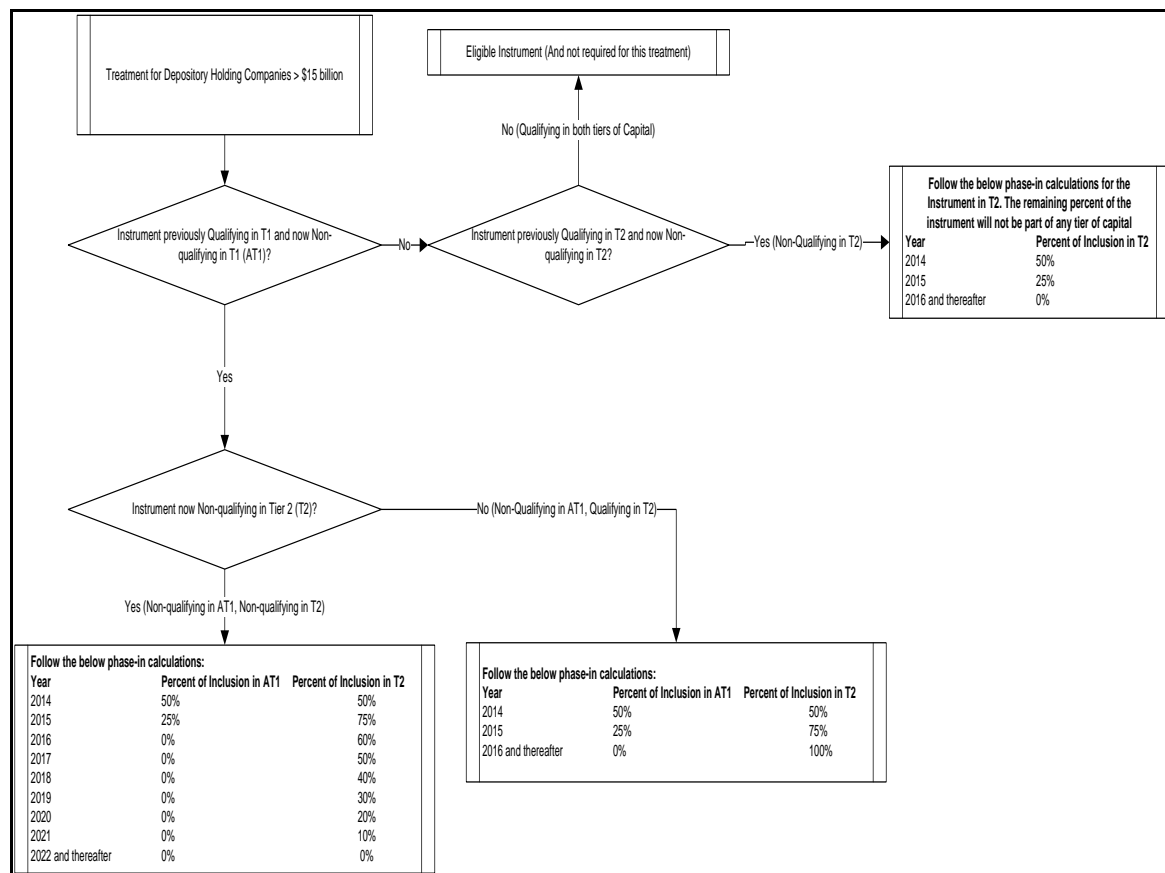 Treatment for Depository Holding Companies > $15 billion
Eligible Instrument (And not required for this treatment)
No (Qualifying in both tiers of Capital)
Instrument previously Qualifying in T1 and now Non-
qualifying in T1 (AT1)?
No
Instrument previously Qualifying in T2 and now Non-
qualifying in T2?
Yes (Non-Qualifying in T2)
Follow the below phase-in calculations for the
Instrument in T2. The remaining percent of the
instrument will not be part of any tier of capital
Year Percent of Inclusion in T2
2014 50%
2015 25%
2016 and thereafter 0%
Yes
Instrument now Non-qualifying in Tier 2 (T2)?
No (Non-Qualifying in AT1, Qualifying in T2)
Yes (Non-qualifying in AT1, Non-qualifying in T2)
Follow the below phase-in calculations:
Year Percent of Inclusion in AT1 Percent of Inclusion in T2
2014 50% 50%
2015 25% 75%
2016 0% 60%
2017 0% 50%
2018 0% 40%
2019 0% 30%
2020 0% 20%
2021 0% 10%
2022 and thereafter 0% 0%
Follow the below phase-in calculations:
Year Percent of Inclusion in AT1 Percent of Inclusion in T2
2014 50% 50%
2015 25% 75%
2016 and thereafter 0% 100%